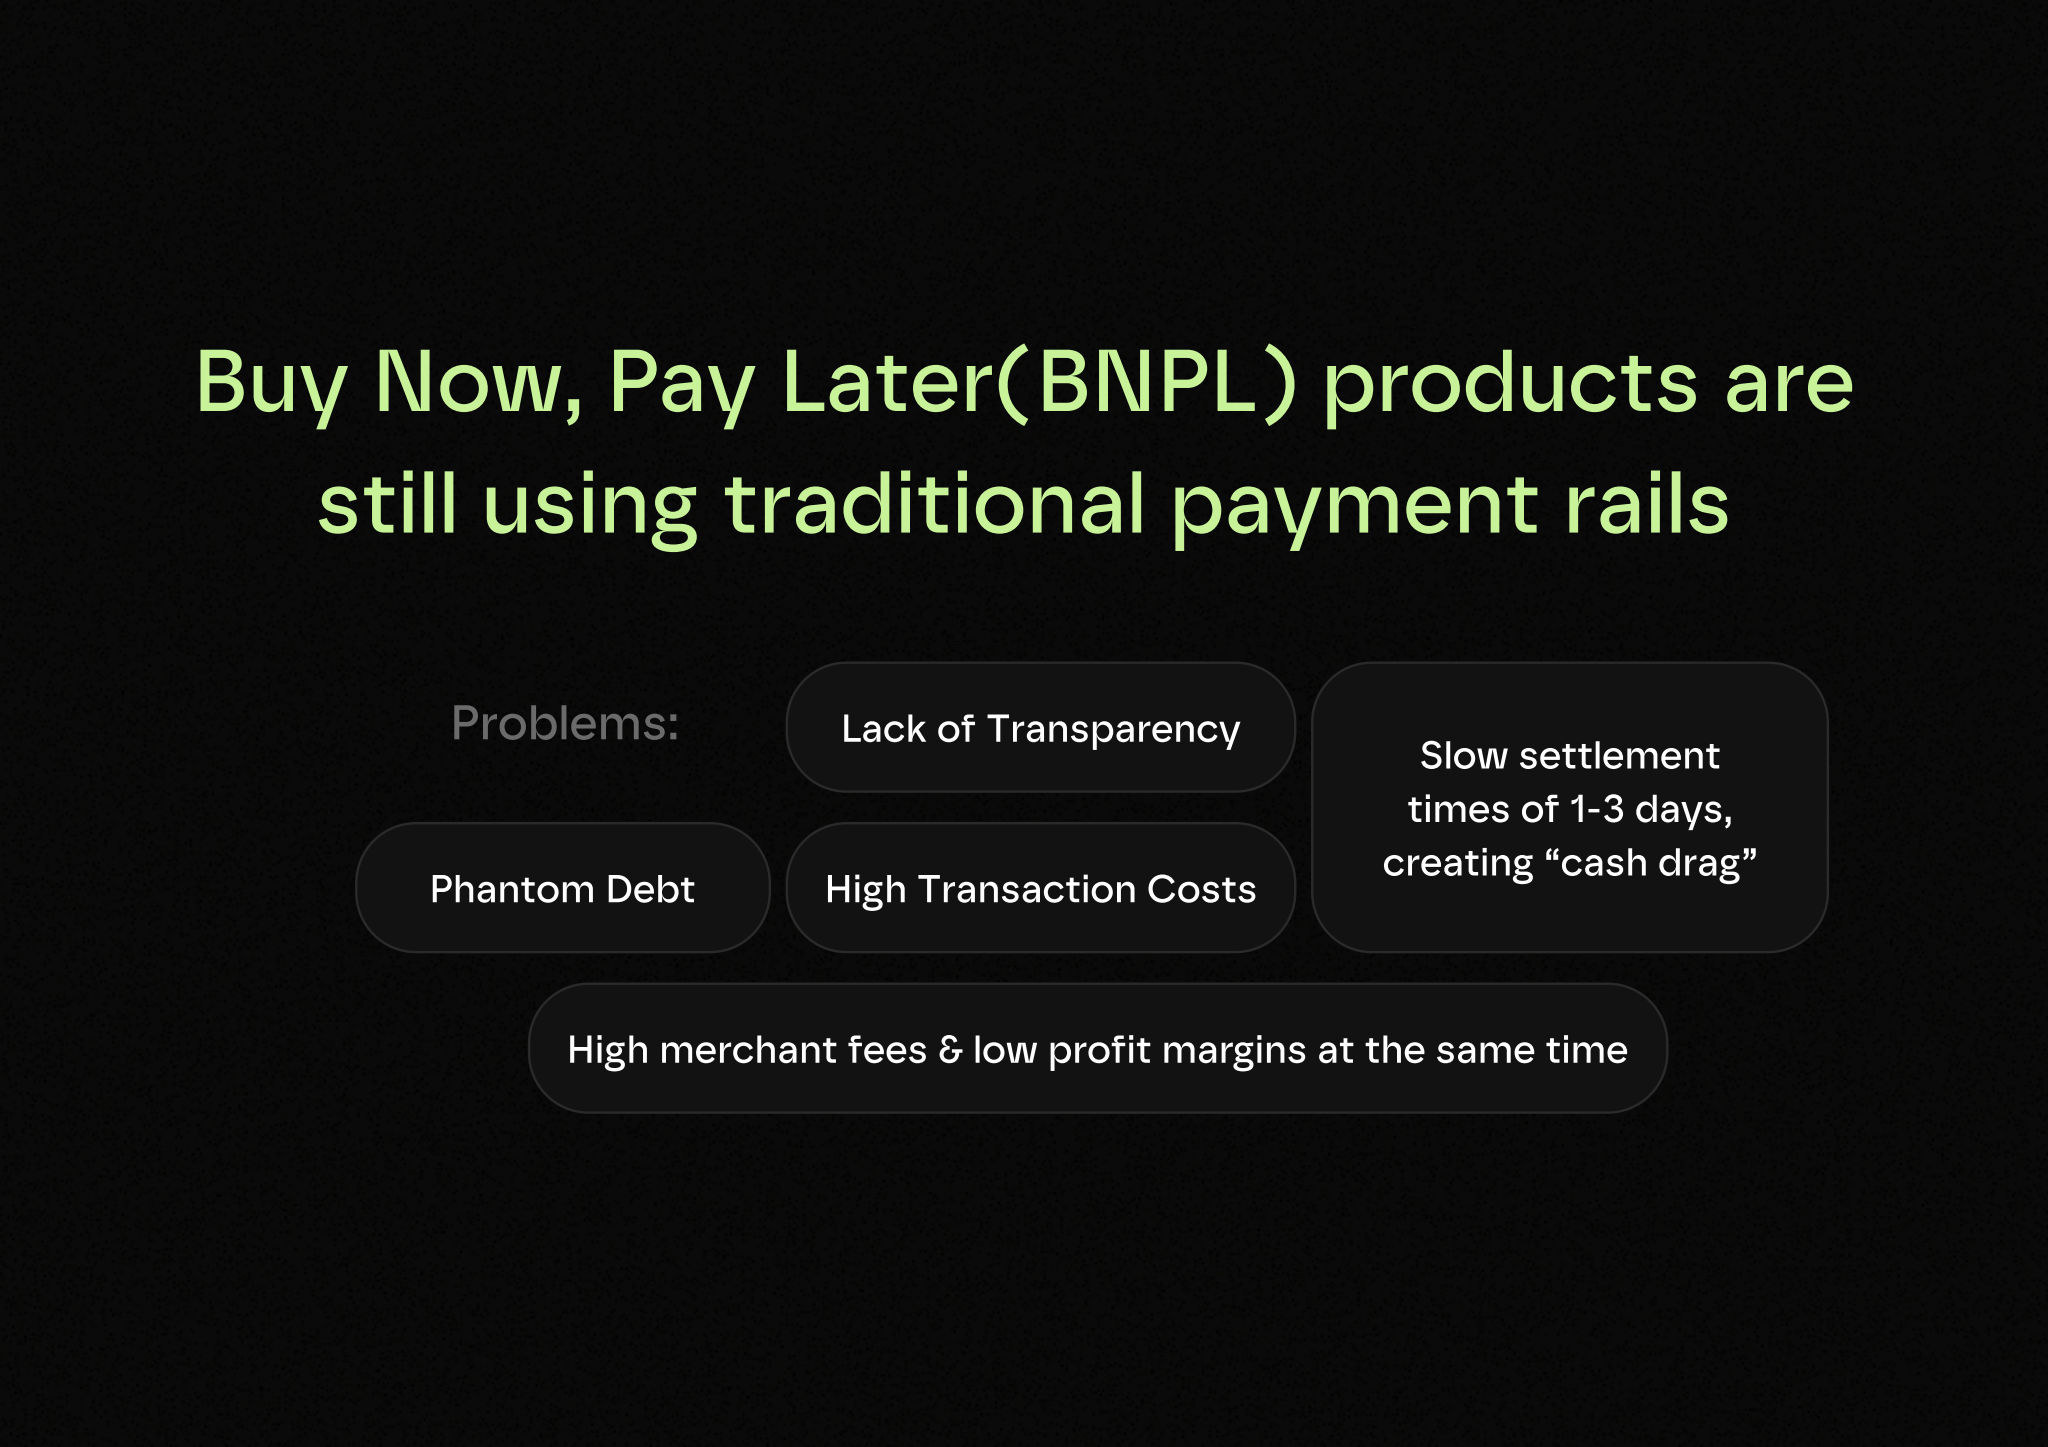 Buy Now, Pay Later(BNPL) products are
still using traditional payment rails
Problems:
Lack of Transparency
Slow settlement
times of 1-3 days,
creating “cash drag”
Phantom Debt
High Transaction Costs
High merchant fees & low profit margins at the same time